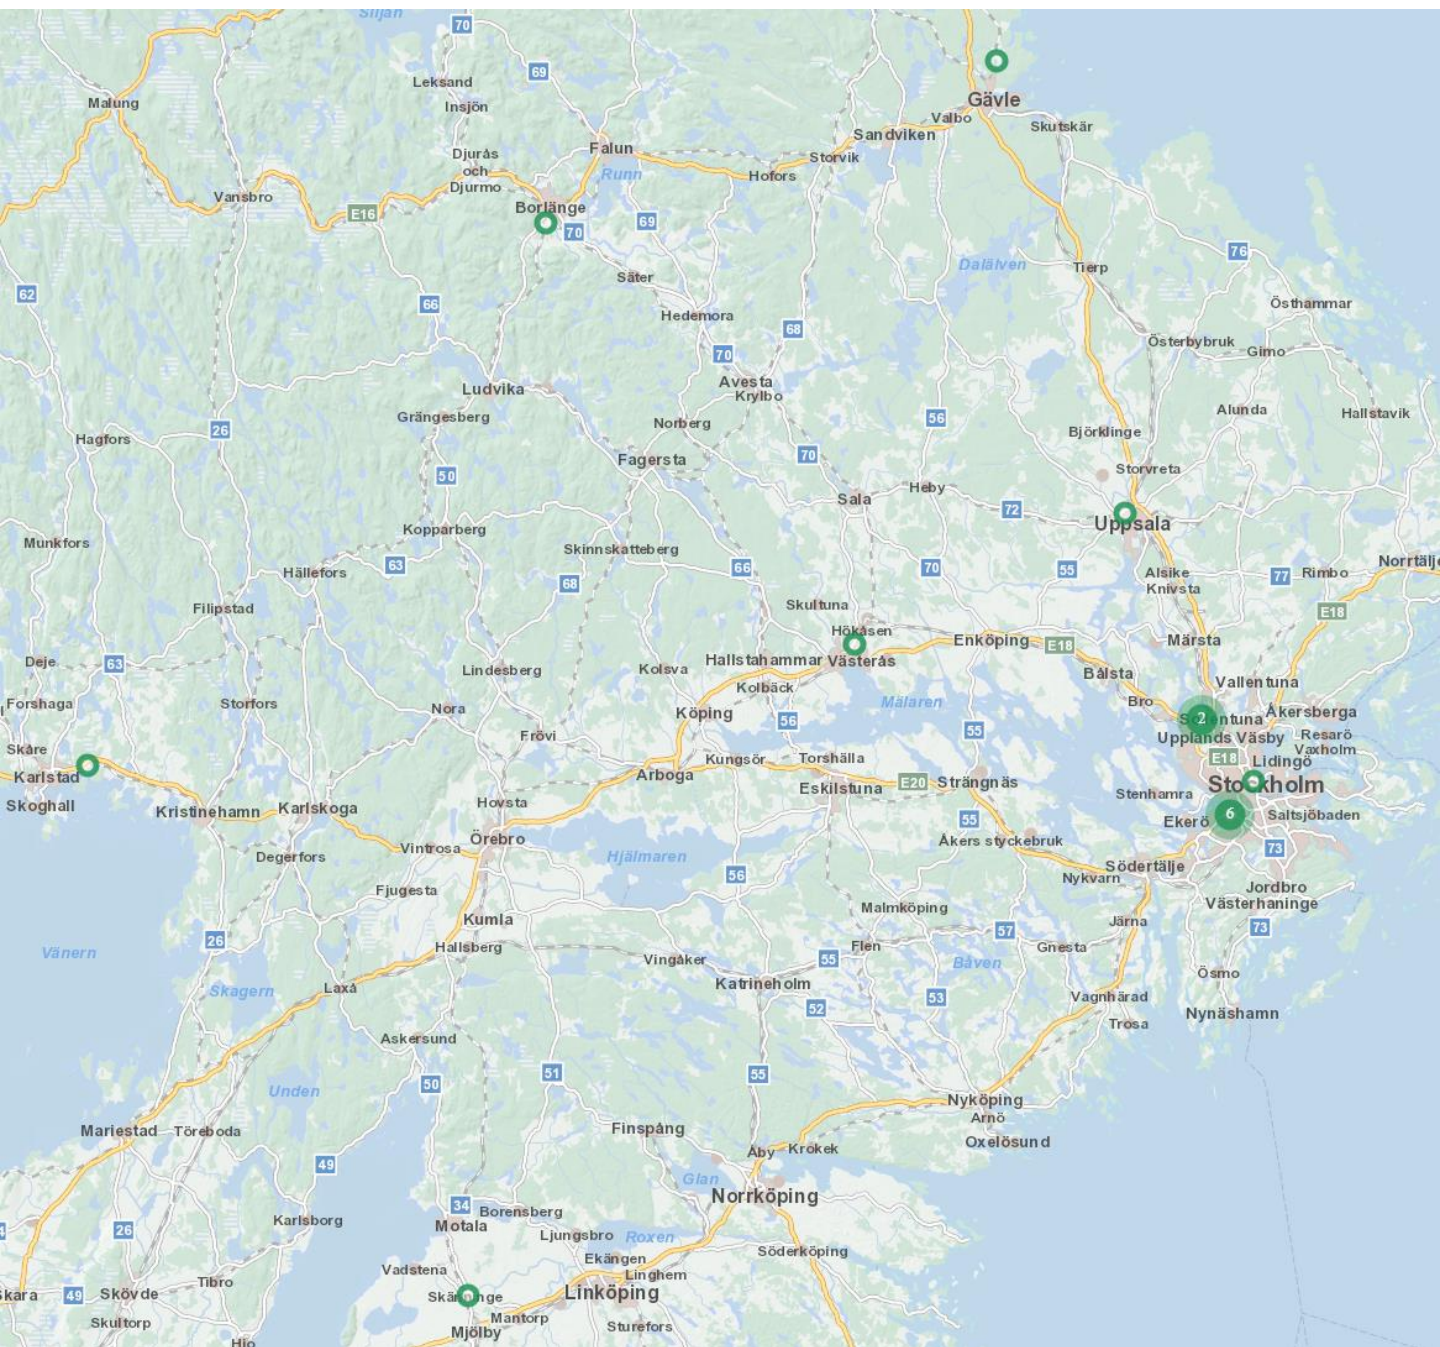 Siljan
70
Leksand
69
Insjön
Malung
Gävle
Valbo
Skutskär
Sandviken
Falun
Djurås
och
Djurmo
Storvik
Runn
Hofors
Vansbro
E16
Borlänge
70
69
76
Dalälven
Tierp
Säter
62
66
Östhammar
Hedemora
68
Österbybruk
Gimo
70
Avesta
Krylbo
Ludvika
Grängesberg
Norberg
56
Alunda
Hallstavik
26
Hagfors
Björklinge
Fagersta
70
Storvreta
50
Sala
Heby
72
Uppsala
Kopparberg
Munkfors
Skinnskatteberg
Hällefors
63
68
66
70
55
Alsike
Knivsta
77
Rimbo
Norrtälje
Filipstad
Skultuna
E18
Hökåsen
Enköping
E18
Märsta
Deje
63
Lindesberg
Kolsva
Hallstahammar
Västerås
Bålsta
Vallentuna
Kolbäck
Forshaga
Storfors
Nora
Köping
56
Mälaren
Bro
2
Åkersberga
Upplands Väsby
Skåre
Frövi
55
Resarö
Vaxholm
Karlstad
Arboga
Kungsör
Torshälla
E18
Lidingö
Skoghall
Eskilstuna
E20
Strängnäs
Stockholm
Stenhamra
Kristinehamn
Karlskoga
Hovsta
55
Ekerö
6
Saltsjöbaden
Örebro
Åkers styckebruk
73
Degerfors
Vintrosa
Hjälmaren
Södertälje
Nykvarn
56
Fjugesta
Jordbro
Västerhaninge
Malmköping
Kumla
Järna
73
26
Hallsberg
Flen
57
Gnesta
Vänern
Vingåker
55
Båven
Ösmo
Katrineholm
Skagern
Laxå
52
53
Vagnhärad
Nynäshamn
Trosa
Askersund
51
55
50
Unden
Nyköping
Arnö
Mariestad
Töreboda
Finspång
Oxelösund
Åby
Krokek
49
Glan
Norrköping
34
Borensberg
Karlsborg
Motala
26
Ljungsbro
Roxen
Söderköping
Ekängen
Vadstena
Linghem
Tibro
Skara
49
Skövde
Skänninge
Linköping
Skultorp
Mantorp
Mjölby
Sturefors
Hjo